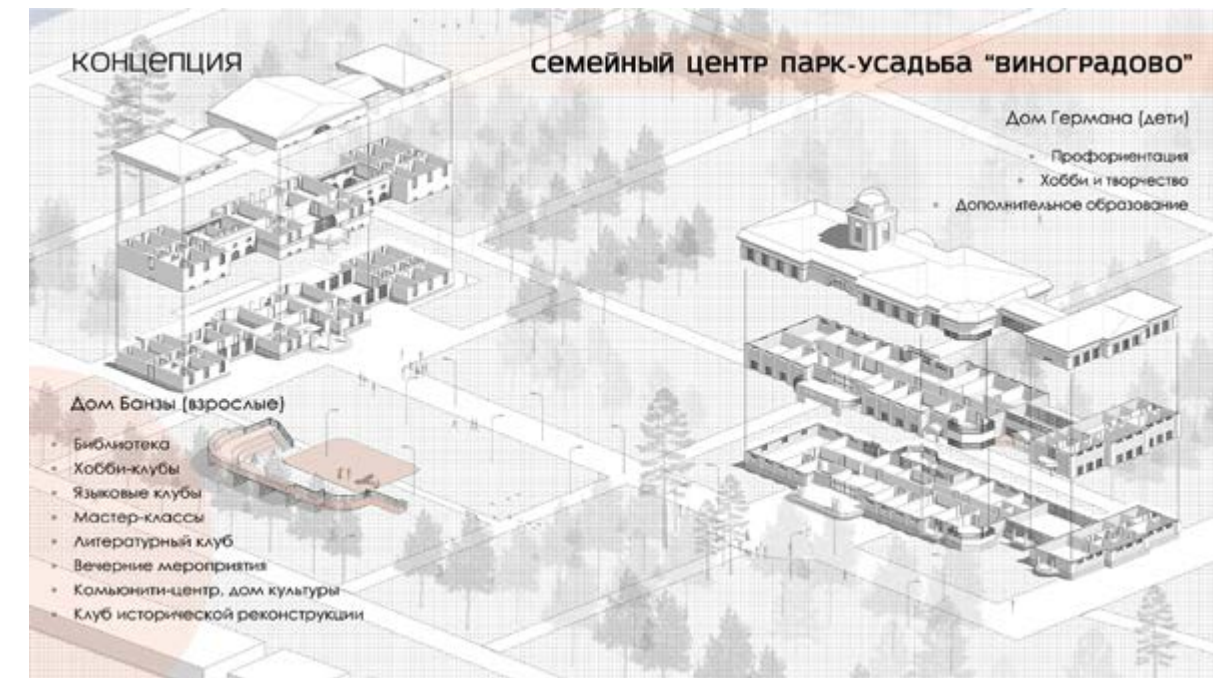 КОНЦЕПЦИЯ
СЕМЕЙНЫЙ ЦЕНТР ПАРК-УСАДЬБА "ВИНОГРАДОВО"
Дом Германа (дети)
• Профориентация
• Хобби и творчество
• Дополнительное образование
Дом Банзы (взрослые)
• Библиотека
• Хобби-клубы
• Языковые клубы
• Мастер-классы
• Литературный клуб
• Вечерние мероприятия
• Комьюнити-центр, дом культуры
• Клуб исторической реконструкции